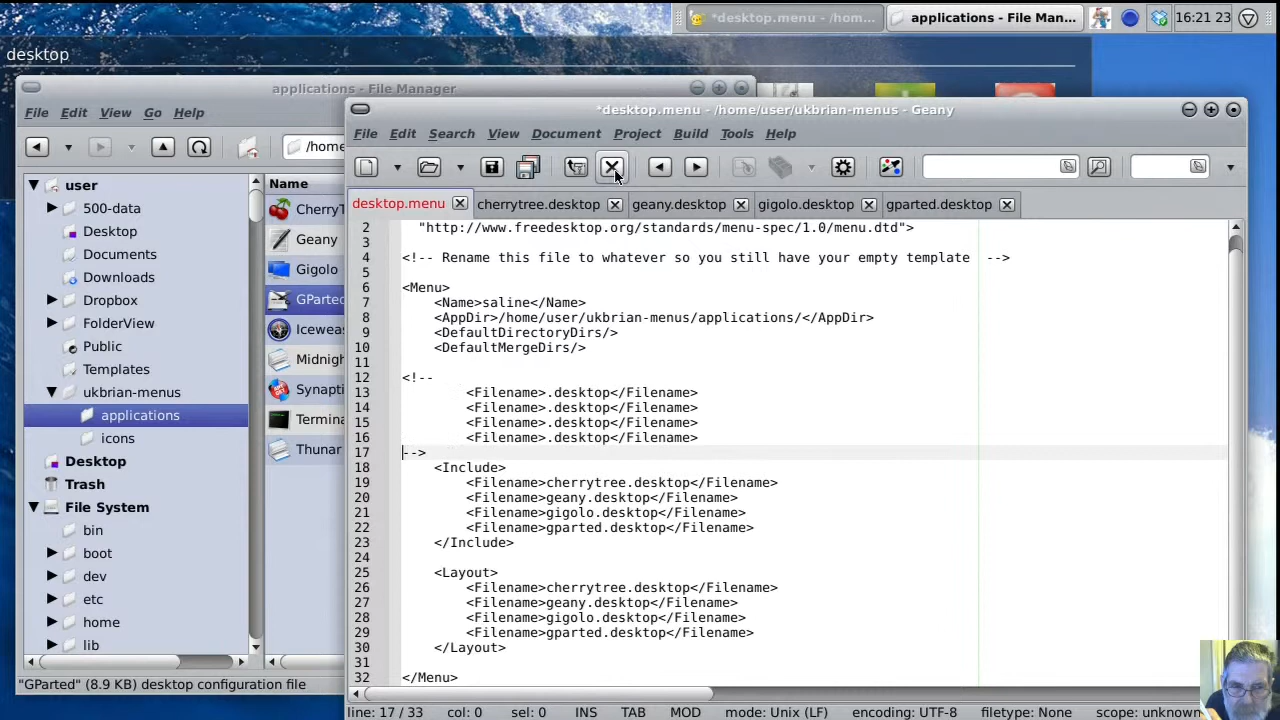 *desktop.menu - /hom...
applications - File Man...
16:21 23
desktop
applications - File Manager
File Edit View Go Help
/home
user
500-data
Desktop
Documents
Downloads
Dropbox
FolderView
Public
Templates
ukbrian-menus
applications
icons
Desktop
Trash
File System
bin
boot
dev
etc
home
lib
Name
CherryT
Geany
Gigolo
GParted
Iceweas
Midnigh
Synapti
Termina
Thunar
"GParted" (8.9 KB) desktop configuration file
*desktop.menu - /home/user/ukbrian-menus - Geany
File Edit Search View Document Project Build Tools Help
desktop.menu cherrytree.desktop geany.desktop gigolo.desktop gparted.desktop
2 "http://www.freedesktop.org/standards/menu-spec/1.0/menu.dtd">
3
4 <!-- Rename this file to whatever so you still have your empty template -->
5
6 <Menu>
7 <Name>saline</Name>
8 <AppDir>/home/user/ukbrian-menus/applications/</AppDir>
9 <DefaultDirectoryDirs/>
10 <DefaultMergeDirs/>
11
12 <!--
13 <Filename>.desktop</Filename>
14 <Filename>.desktop</Filename>
15 <Filename>.desktop</Filename>
16 <Filename>.desktop</Filename>
17 -->
18 <Include>
19 <Filename>cherrytree.desktop</Filename>
20 <Filename>geany.desktop</Filename>
21 <Filename>gigolo.desktop</Filename>
22 <Filename>gparted.desktop</Filename>
23 </Include>
24
25 <Layout>
26 <Filename>cherrytree.desktop</Filename>
27 <Filename>geany.desktop</Filename>
28 <Filename>gigolo.desktop</Filename>
29 <Filename>gparted.desktop</Filename>
30 </Layout>
31
32 </Menu>
line: 17 / 33 col: 0 sel: 0 INS TAB MOD mode: Unix (LF) encoding: UTF-8 filetype: None scope: unknown